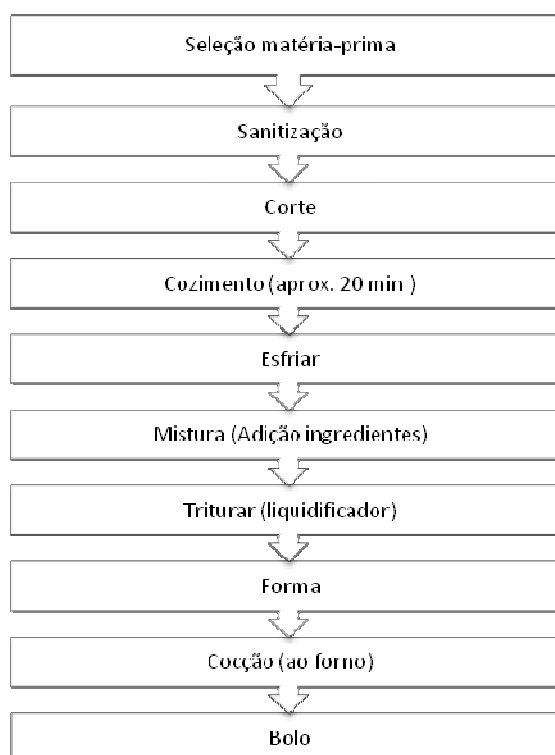 Seleção matéria-prima
Sanitização
Corte
Cozimento (aprox. 20 min )
Esfriar
Mistura (Adição ingredientes)
Triturar (liquidificador)
Forma
Cocção (ao forno)
Bolo